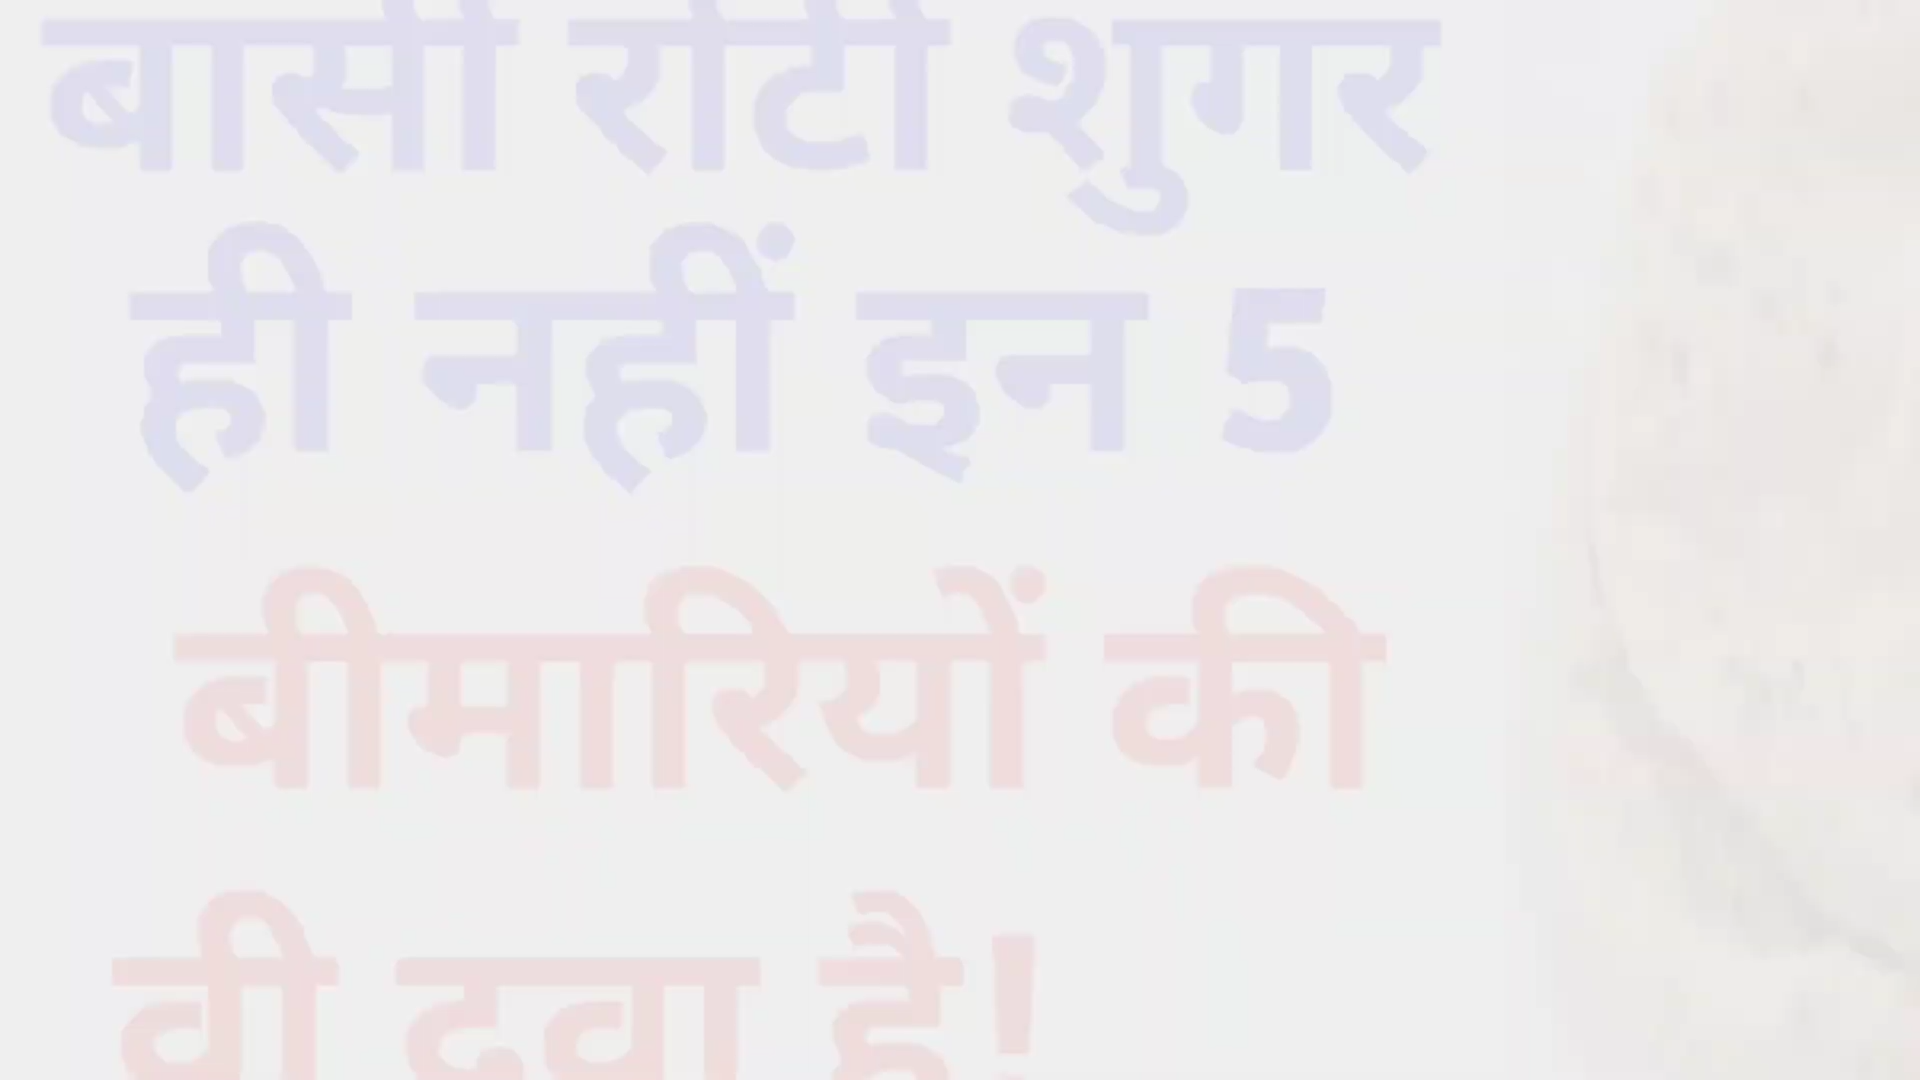 बासी रोटी शुगर
ही नहीं इन 5
बीमारियों की
दवा है!